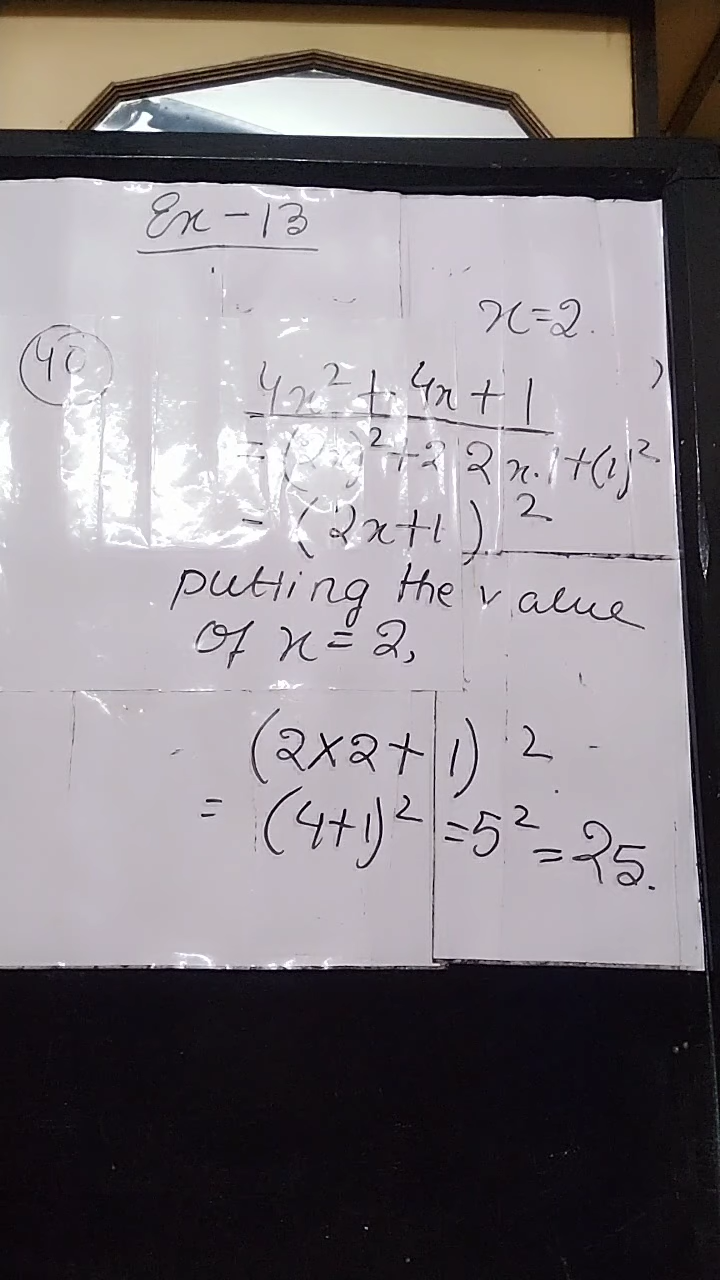 Ex - 13
x=2.
40
4x² + 4x + 1
= (2x)² + 2 2x.1 + (1)²
= (2x+1)²
putting the value
of x = 2,
(2×2+1)²
= (4+1)² = 5² = 25.